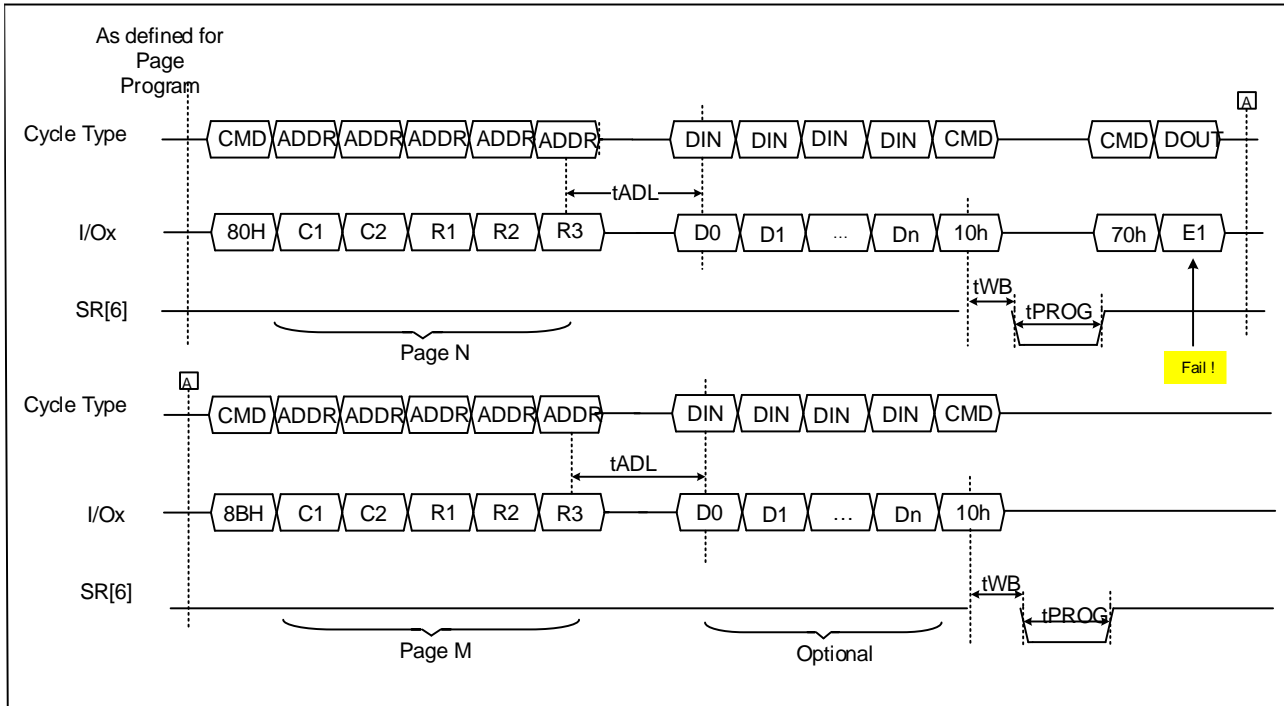 As defined for
Page
Program
A
Cycle Type CMD ADDR ADDR ADDR ADDR ADDR DIN DIN DIN DIN CMD CMD DOUT
tADL
I/Ox 80H C1 C2 R1 R2 R3 D0 D1 ... Dn 10h 70h E1
SR[6] tWB tPROG
Page N
Fail !
A
Cycle Type CMD ADDR ADDR ADDR ADDR ADDR DIN DIN DIN DIN CMD
tADL
I/Ox 8BH C1 C2 R1 R2 R3 D0 D1 ... Dn 10h
SR[6] tWB tPROG
Page M Optional